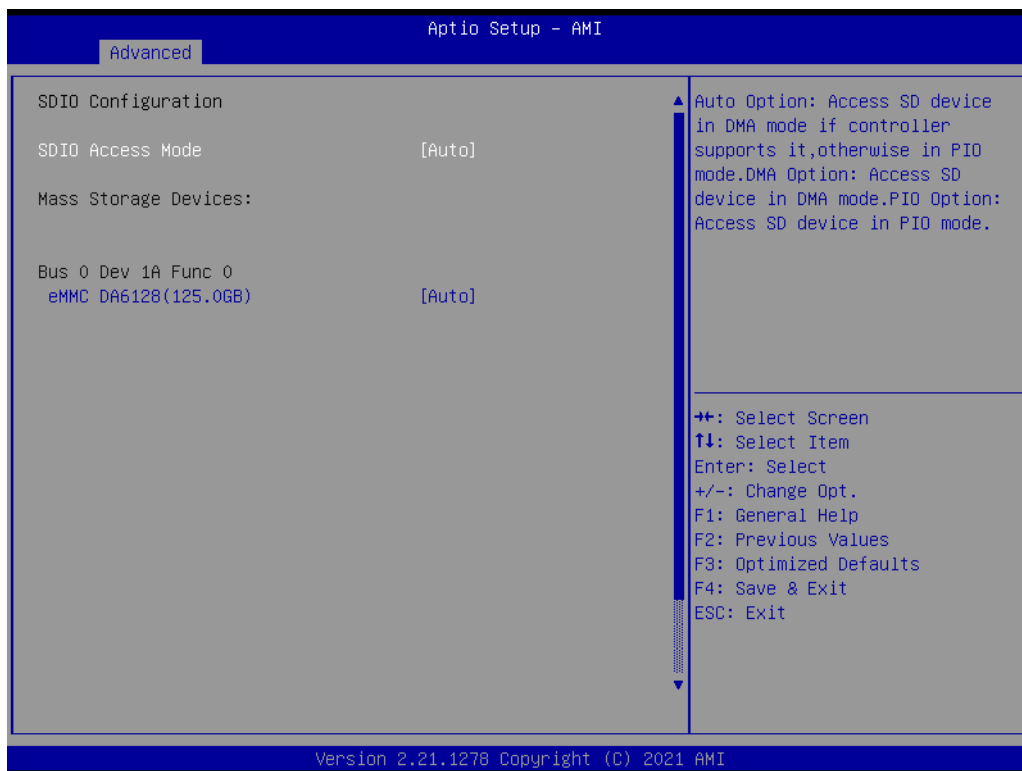 Aptio Setup - AMI
Advanced
SDIO Configuration
SDIO Access Mode [Auto]
Mass Storage Devices:
Bus 0 Dev 1A Func 0
eMMC DA6128(125.0GB) [Auto]
Auto Option: Access SD device
in DMA mode if controller
supports it,otherwise in PIO
mode.DMA Option: Access SD
device in DMA mode.PIO Option:
Access SD device in PIO mode.
→←: Select Screen
↑↓: Select Item
Enter: Select
+/-: Change Opt.
F1: General Help
F2: Previous Values
F3: Optimized Defaults
F4: Save & Exit
ESC: Exit
Version 2.21.1278 Copyright (C) 2021 AMI